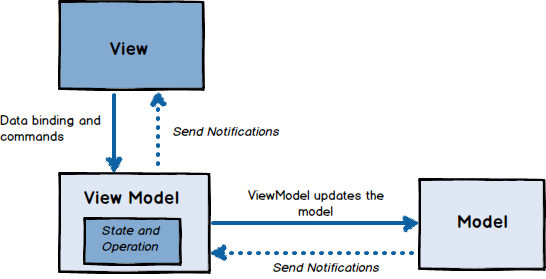 View
Data binding and
commands
Send Notifications
View Model
State and
Operation
ViewModel updates the
model
Model
Send Notifications